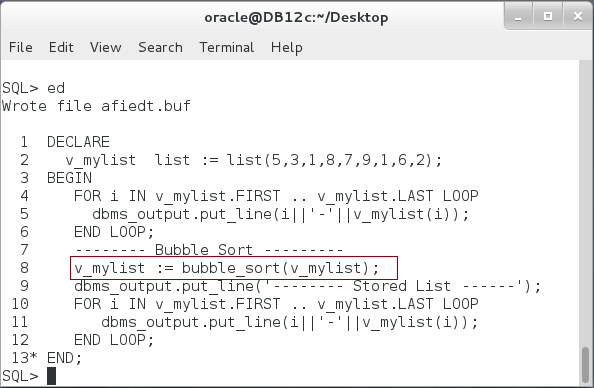 oracle@DB12c:~/Desktop
File Edit View Search Terminal Help
SQL> ed
Wrote file afiedt.buf
1 DECLARE
2 v_mylist list := list(5,3,1,8,7,9,1,6,2);
3 BEGIN
4 FOR i IN v_mylist.FIRST .. v_mylist.LAST LOOP
5 dbms_output.put_line(i||'-'||v_mylist(i));
6 END LOOP;
7 -------- Bubble Sort ---------
8 v_mylist := bubble_sort(v_mylist);
9 dbms_output.put_line('-------- Stored List ------');
10 FOR i IN v_mylist.FIRST .. v_mylist.LAST LOOP
11 dbms_output.put_line(i||'-'||v_mylist(i));
12 END LOOP;
13* END;
SQL>